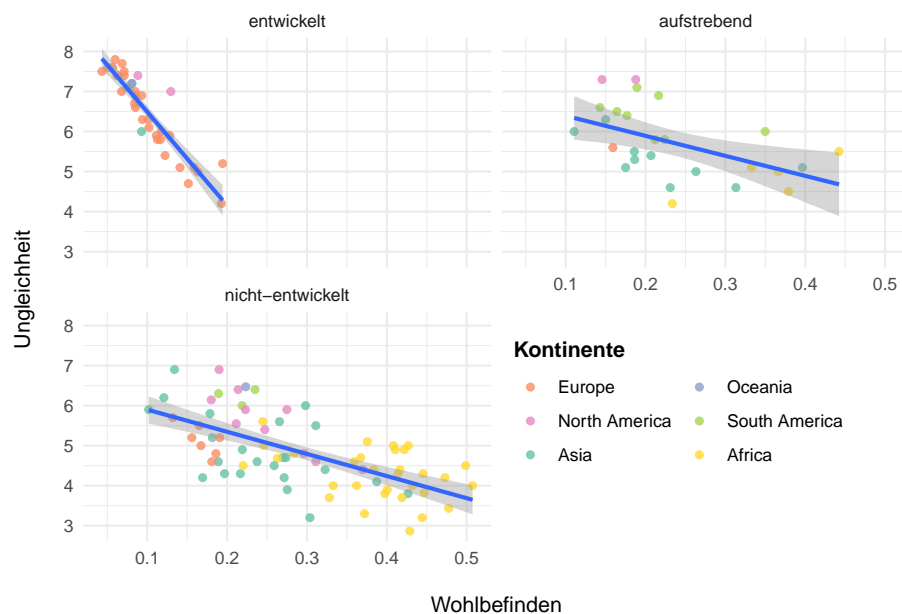 entwickelt
aufstrebend
8
7
6
5
4
3
0.1 0.2 0.3 0.4 0.5
nicht−entwickelt
8
7
6
5
4
3
0.1 0.2 0.3 0.4 0.5
Ungleichheit
Wohlbefinden
Kontinente
Europe
Oceania
North America
South America
Asia
Africa